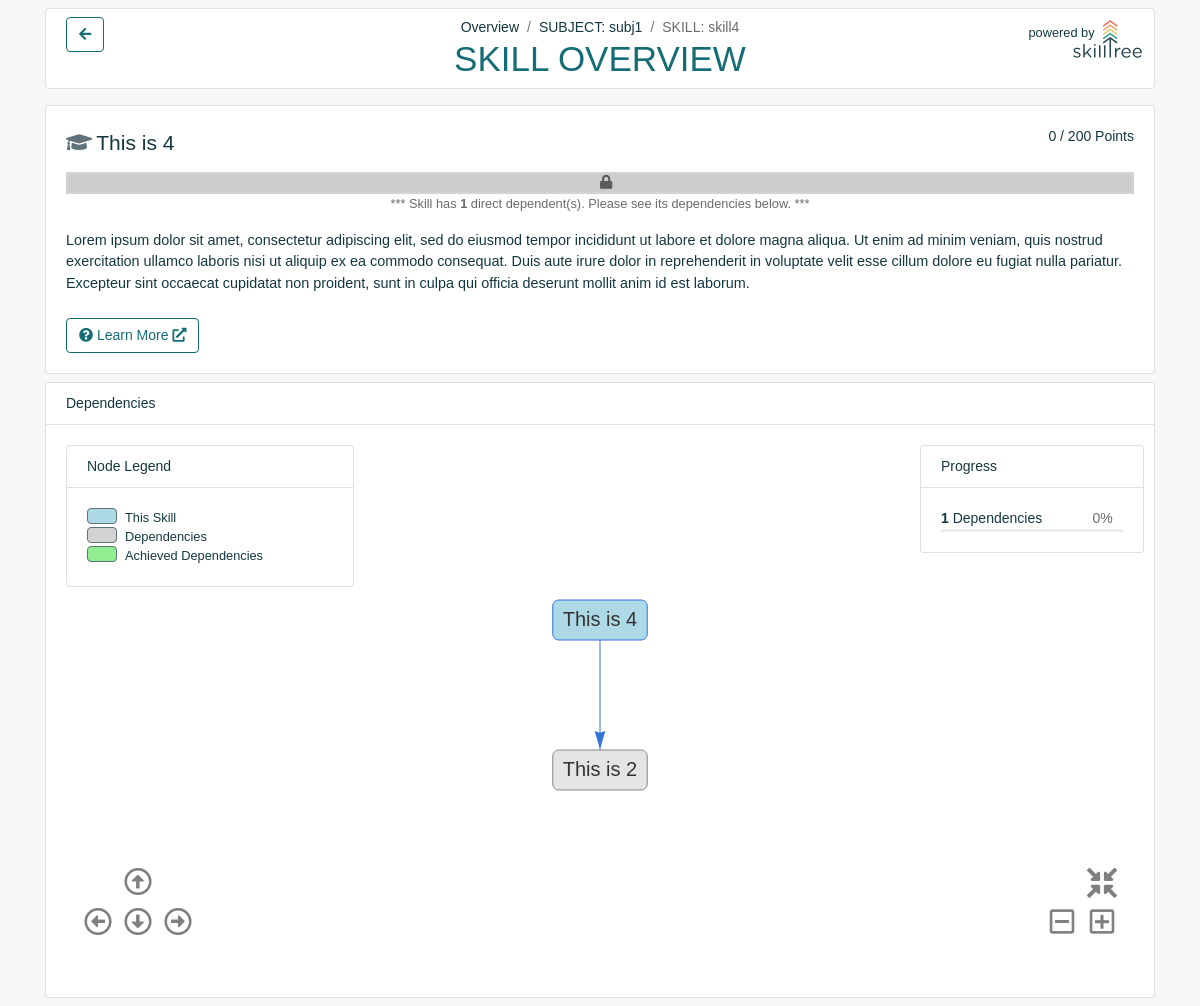 Overview / SUBJECT: subj1 / SKILL: skill4
SKILL OVERVIEW
powered by
skilltree
This is 4
0 / 200 Points
*** Skill has 1 direct dependent(s). Please see its dependencies below. ***
Lorem ipsum dolor sit amet, consectetur adipiscing elit, sed do eiusmod tempor incididunt ut labore et dolore magna aliqua. Ut enim ad minim veniam, quis nostrud
exercitation ullamco laboris nisi ut aliquip ex ea commodo consequat. Duis aute irure dolor in reprehenderit in voluptate velit esse cillum dolore eu fugiat nulla pariatur.
Excepteur sint occaecat cupidatat non proident, sunt in culpa qui officia deserunt mollit anim id est laborum.
Learn More
Dependencies
Node Legend
This Skill
Dependencies
Achieved Dependencies
Progress
1 Dependencies 0%
This is 4
This is 2